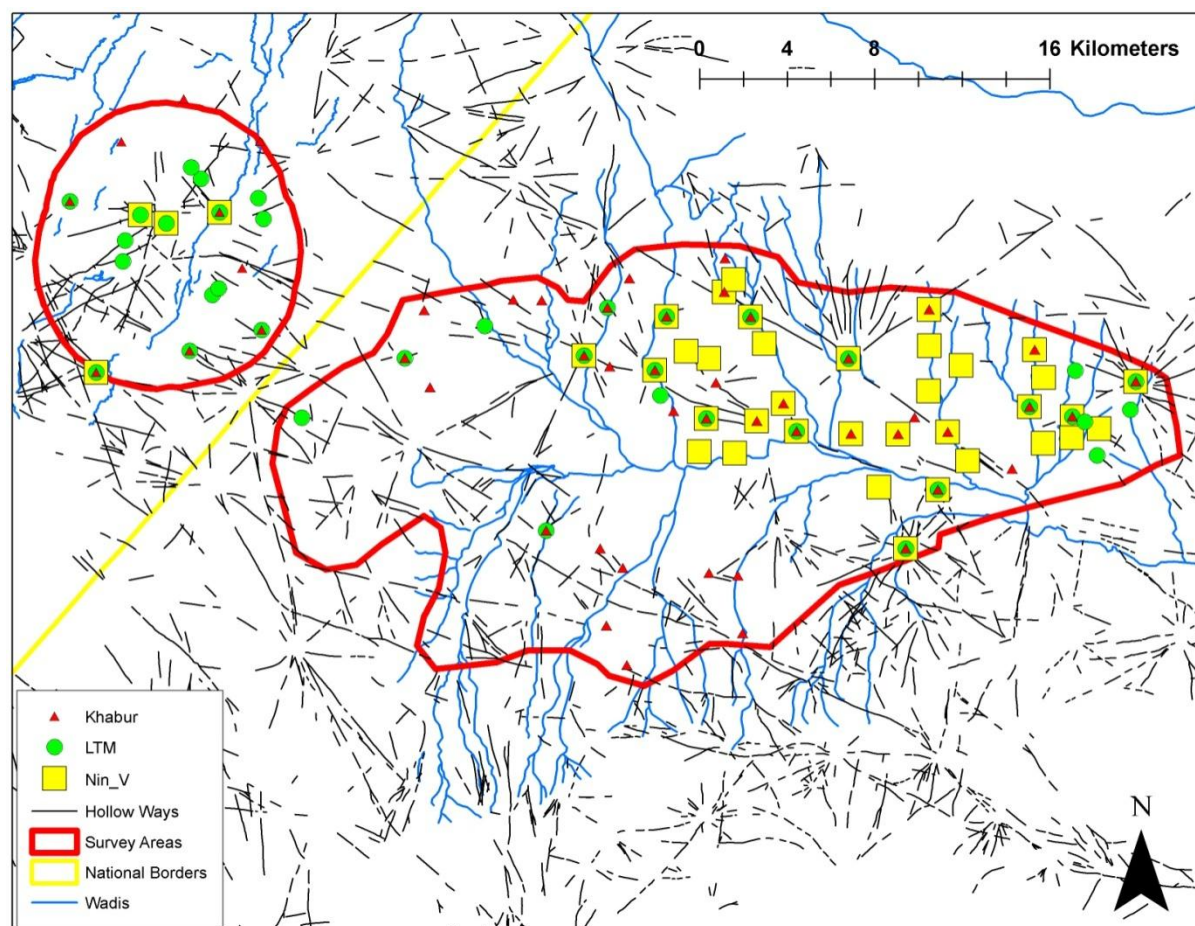 0 4 8 16 Kilometers
Khabur
LTM
Nin_V
Hollow Ways
Survey Areas
National Borders
Wadis
N